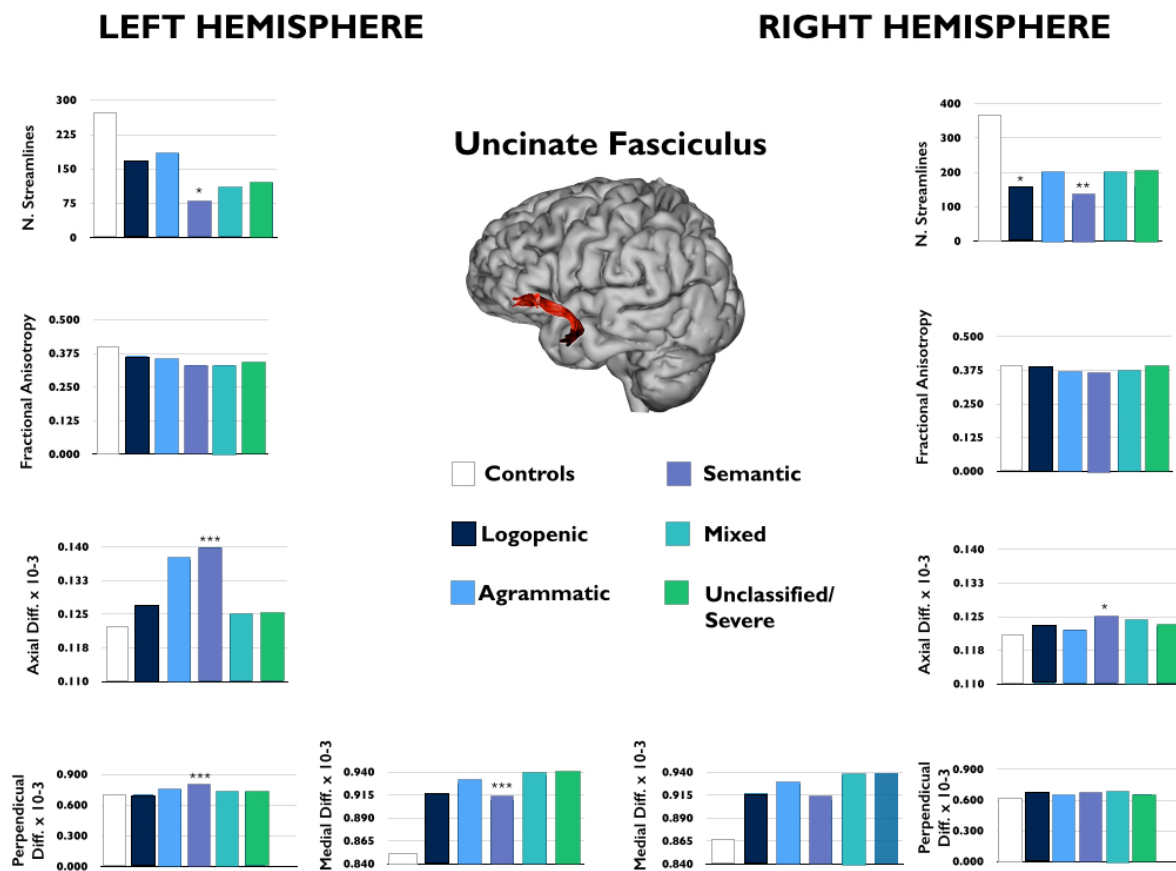 LEFT HEMISPHERE
RIGHT HEMISPHERE
Uncinate Fasciculus
N. Streamlines
300
225
150
75
0
*
N. Streamlines
400
300
200
100
0
*
**
Fractional Anisotropy
0.500
0.375
0.250
0.125
0.000
Fractional Anisotropy
0.500
0.375
0.250
0.125
0.000
Controls
Semantic
Logopenic
Mixed
Agrammatic
Unclassified/
Severe
Axial Diff. x 10-3
0.140
0.133
0.125
0.118
0.110
***
Axial Diff. x 10-3
0.140
0.133
0.125
0.118
0.110
*
Perpendicual
Diff. x 10-3
0.900
0.600
0.300
0.000
***
Medial Diff. x 10-3
0.940
0.915
0.890
0.865
0.840
***
Medial Diff. x 10-3
0.940
0.915
0.890
0.865
0.840
Perpendicual
Diff. x 10-3
0.900
0.600
0.300
0.000